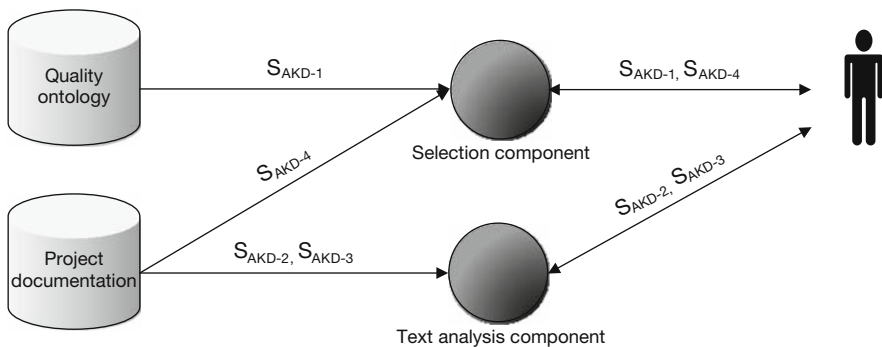 Quality
ontology
SAKD-1
SAKD-1, SAKD-4
Selection component
SAKD-4
SAKD-2, SAKD-3
Project
documentation
SAKD-2, SAKD-3
Text analysis component